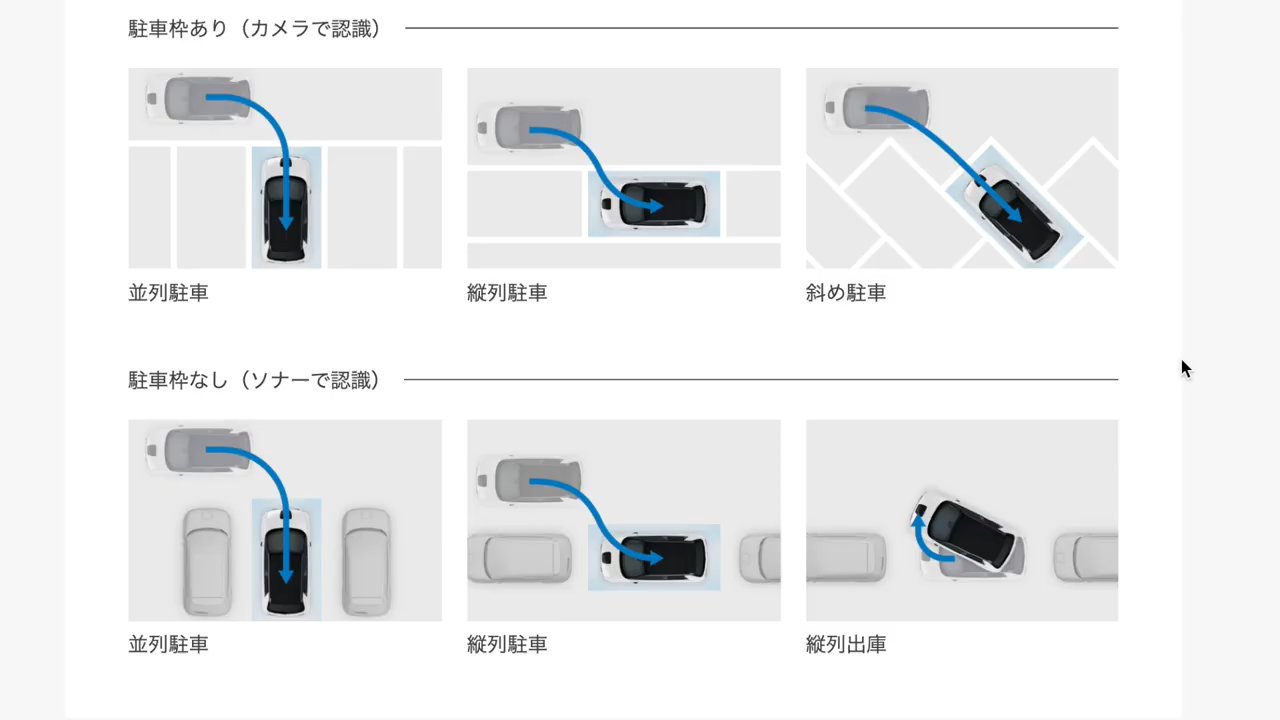 駐車枠あり（カメラで認識）
並列駐車
縦列駐車
斜め駐車
駐車枠なし（ソナーで認識）
並列駐車
縦列駐車
縦列出庫